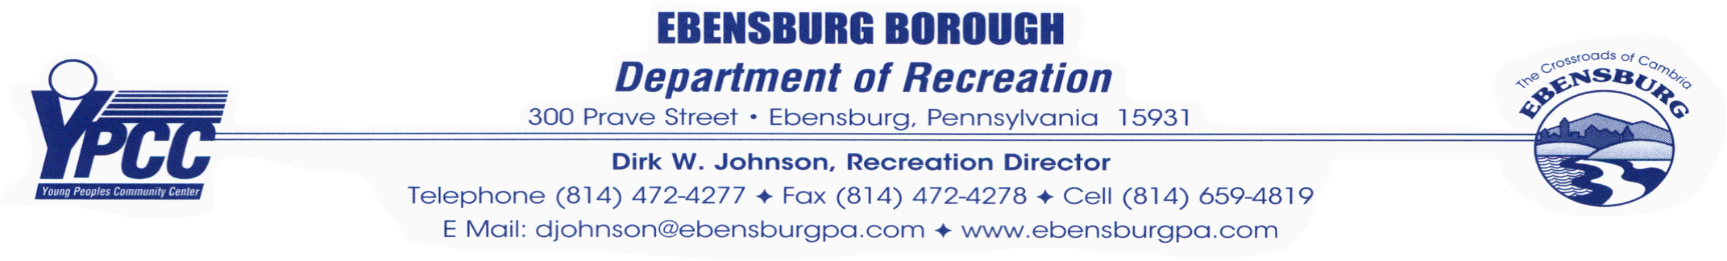 EBENSBURG BOROUGH
Department of Recreation
300 Prave Street • Ebensburg, Pennsylvania 15931
Dirk W. Johnson, Recreation Director
Telephone (814) 472-4277 ✦ Fax (814) 472-4278 ✦ Cell (814) 659-4819
E Mail: djohnson@ebensburgpa.com ✦ www.ebensburgpa.com
YPCC
Young Peoples Community Center
The Crossroads of Cambria
EBENSBURG